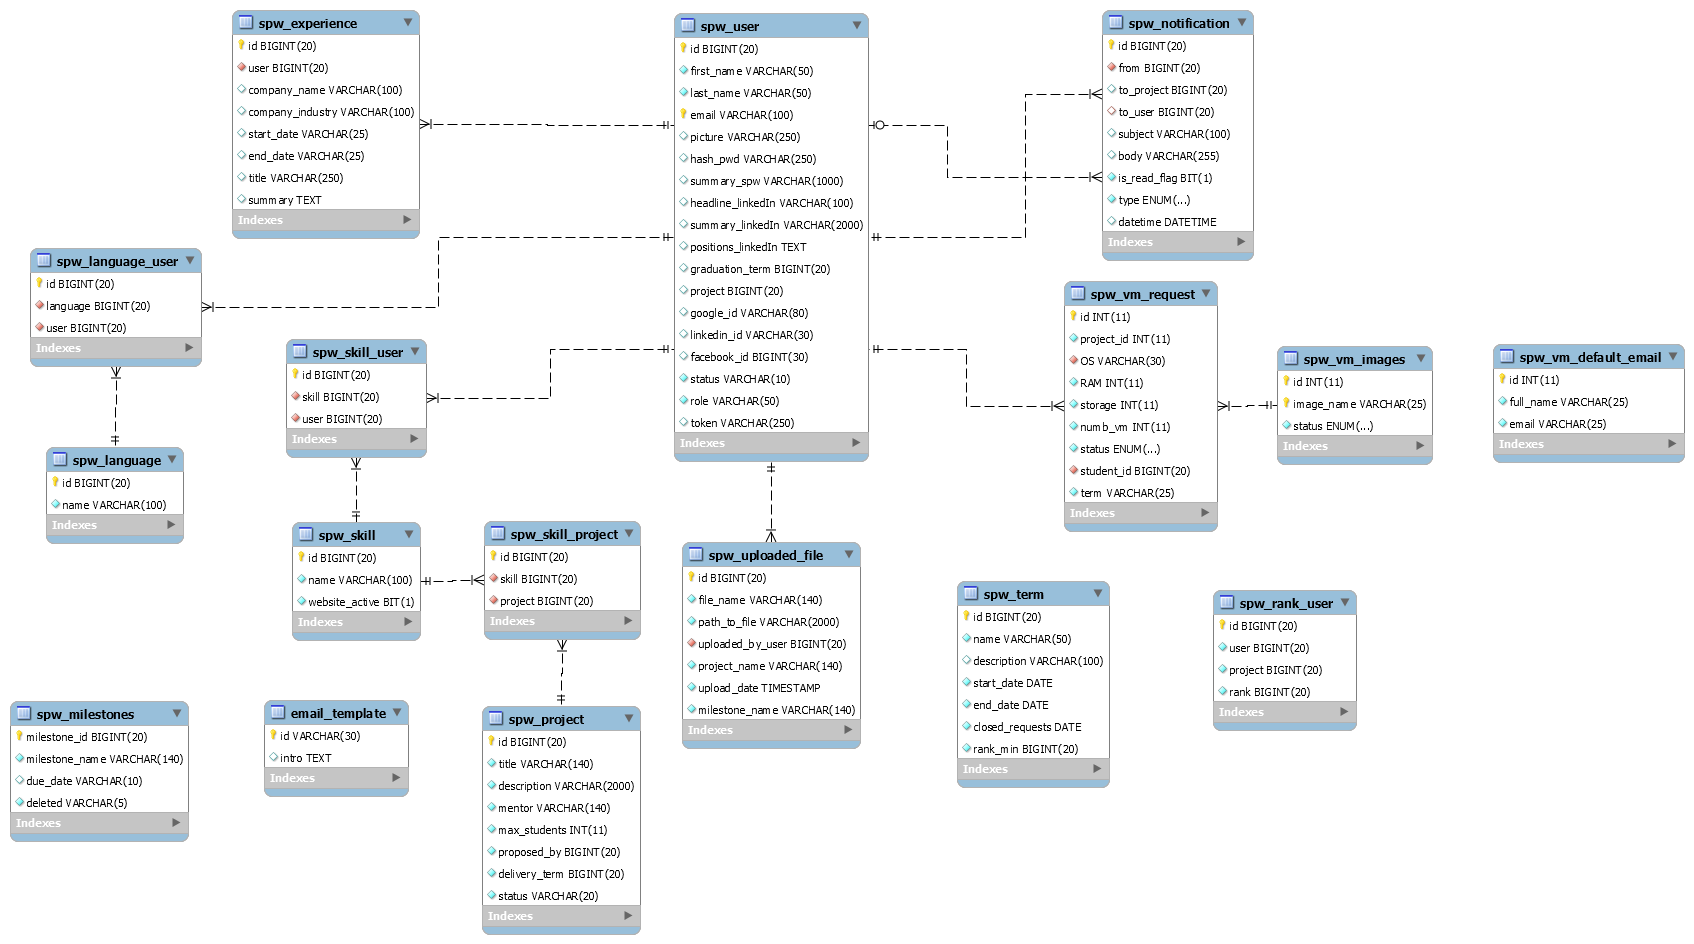 spw_experience
id BIGINT(20)
user BIGINT(20)
company_name VARCHAR(100)
company_industry VARCHAR(100)
start_date VARCHAR(25)
end_date VARCHAR(25)
title VARCHAR(250)
summary TEXT
Indexes
spw_user
id BIGINT(20)
first_name VARCHAR(50)
last_name VARCHAR(50)
email VARCHAR(100)
picture VARCHAR(250)
hash_pwd VARCHAR(250)
summary_spw VARCHAR(1000)
headline_linkedIn VARCHAR(100)
summary_linkedIn VARCHAR(2000)
positions_linkedIn TEXT
graduation_term BIGINT(20)
project BIGINT(20)
google_id VARCHAR(80)
linkedin_id VARCHAR(30)
facebook_id BIGINT(30)
status VARCHAR(10)
role VARCHAR(50)
token VARCHAR(250)
Indexes
spw_notification
id BIGINT(20)
from BIGINT(20)
to_project BIGINT(20)
to_user BIGINT(20)
subject VARCHAR(100)
body VARCHAR(255)
is_read_flag BIT(1)
type ENUM(...)
datetime DATETIME
Indexes
spw_language_user
id BIGINT(20)
language BIGINT(20)
user BIGINT(20)
Indexes
spw_skill_user
id BIGINT(20)
skill BIGINT(20)
user BIGINT(20)
Indexes
spw_vm_request
id INT(11)
project_id INT(11)
OS VARCHAR(30)
RAM INT(11)
storage INT(11)
numb_vm INT(11)
status ENUM(...)
student_id BIGINT(20)
term VARCHAR(25)
Indexes
spw_vm_images
id INT(11)
image_name VARCHAR(25)
status ENUM(...)
Indexes
spw_vm_default_email
id INT(11)
full_name VARCHAR(25)
email VARCHAR(25)
Indexes
spw_language
id BIGINT(20)
name VARCHAR(100)
Indexes
spw_skill
id BIGINT(20)
name VARCHAR(100)
website_active BIT(1)
Indexes
spw_skill_project
id BIGINT(20)
skill BIGINT(20)
project BIGINT(20)
Indexes
spw_uploaded_file
id BIGINT(20)
file_name VARCHAR(140)
path_to_file VARCHAR(2000)
uploaded_by_user BIGINT(20)
project_name VARCHAR(140)
upload_date TIMESTAMP
milestone_name VARCHAR(140)
Indexes
spw_term
id BIGINT(20)
name VARCHAR(50)
description VARCHAR(100)
start_date DATE
end_date DATE
closed_requests DATE
rank_min BIGINT(20)
Indexes
spw_rank_user
id BIGINT(20)
user BIGINT(20)
project BIGINT(20)
rank BIGINT(20)
Indexes
spw_milestones
milestone_id BIGINT(20)
milestone_name VARCHAR(140)
due_date VARCHAR(10)
deleted VARCHAR(5)
Indexes
email_template
id VARCHAR(30)
intro TEXT
Indexes
spw_project
id BIGINT(20)
title VARCHAR(140)
description VARCHAR(2000)
mentor VARCHAR(140)
max_students INT(11)
proposed_by BIGINT(20)
delivery_term BIGINT(20)
status VARCHAR(20)
Indexes